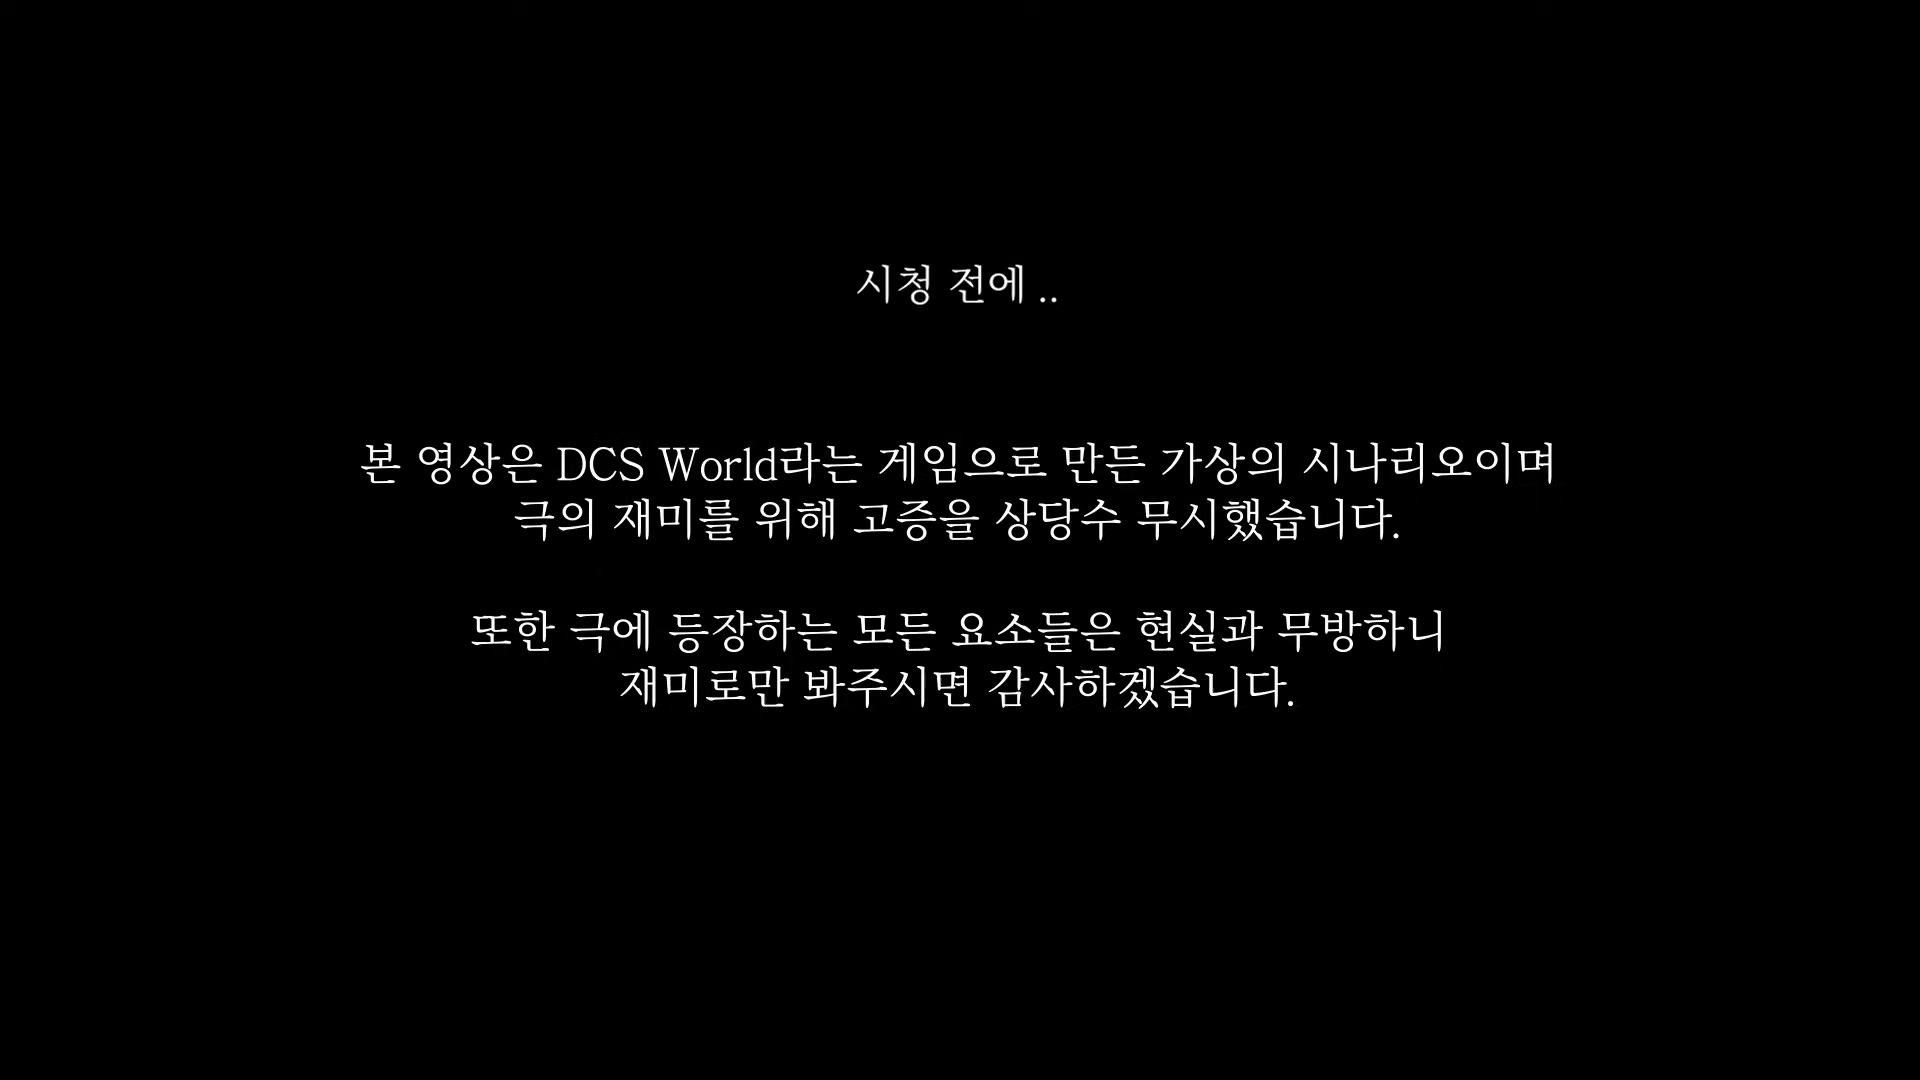 시청 전에 ..
본 영상은 DCS World라는 게임으로 만든 가상의 시나리오이며
극의 재미를 위해 고증을 상당수 무시했습니다.
또한 극에 등장하는 모든 요소들은 현실과 무방하니
재미로만 봐주시면 감사하겠습니다.